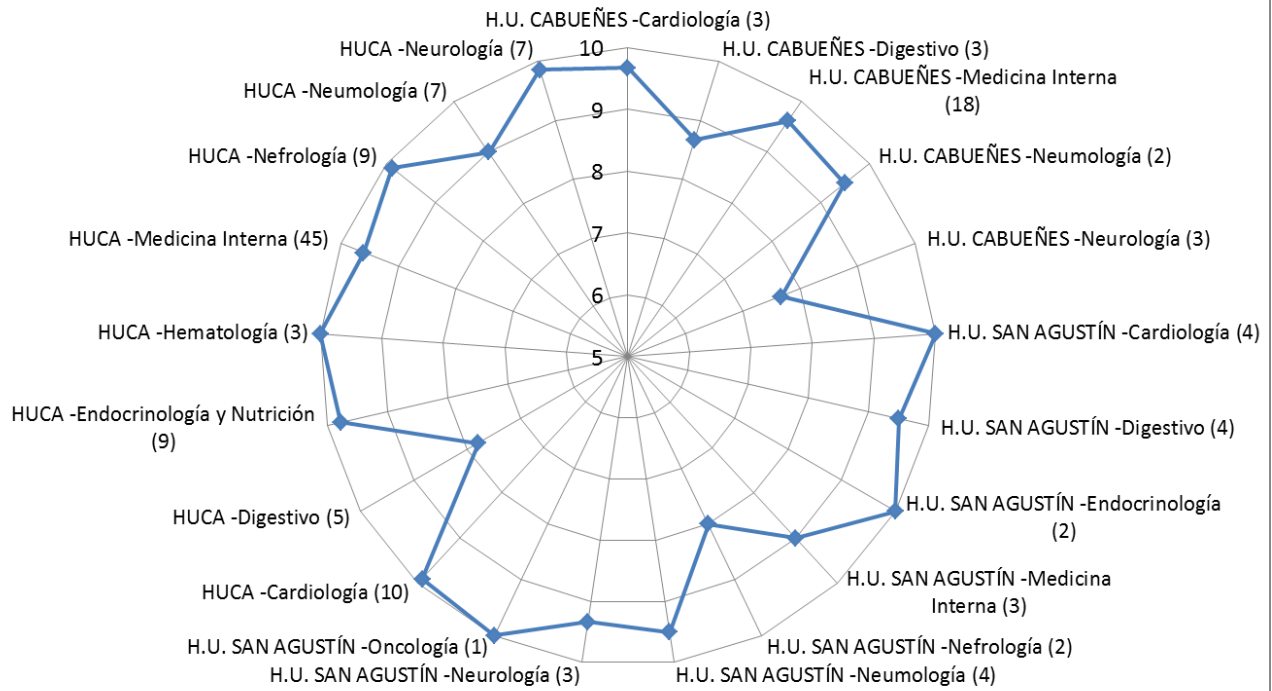 H.U. CABUEÑES -Cardiología (3)
H.U. CABUEÑES -Digestivo (3)
H.U. CABUEÑES -Medicina Interna
(18)
H.U. CABUEÑES -Neumología (2)
H.U. CABUEÑES -Neurología (3)
H.U. SAN AGUSTÍN -Cardiología (4)
H.U. SAN AGUSTÍN -Digestivo (4)
H.U. SAN AGUSTÍN -Endocrinología
(2)
H.U. SAN AGUSTÍN -Medicina
Interna (3)
H.U. SAN AGUSTÍN -Nefrología (2)
H.U. SAN AGUSTÍN -Neumología (4)
H.U. SAN AGUSTÍN -Neurología (3)
H.U. SAN AGUSTÍN -Oncología (1)
HUCA -Cardiología (10)
HUCA -Digestivo (5)
HUCA -Endocrinología y Nutrición
(9)
HUCA -Hematología (3)
HUCA -Medicina Interna (45)
HUCA -Nefrología (9)
HUCA -Neumología (7)
HUCA -Neurología (7)
10
9
8
7
6
5